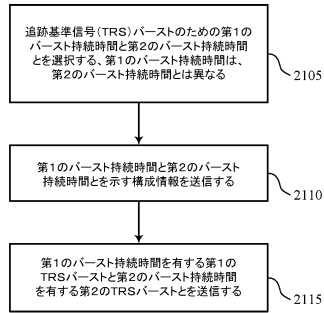 追跡基準信号(TRS)バーストのための第1の
バースト持続時間と第2のバースト持続時間
とを選択する、第1のバースト持続時間は、
第2のバースト持続時間とは異なる
2105
第1のバースト持続時間と第2のバースト
持続時間とを示す構成情報を送信する
2110
第1のバースト持続時間を有する第1の
TRSバーストと第2のバースト持続時間
を有する第2のTRSバーストとを送信する
2115